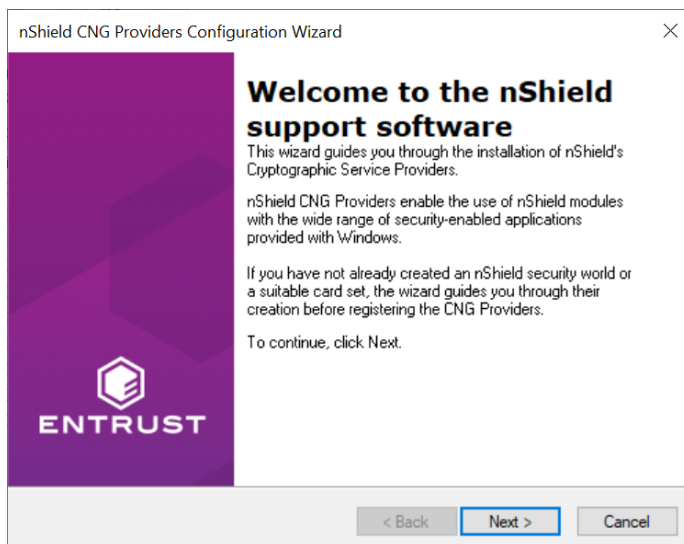 nShield CNG Providers Configuration Wizard
Welcome to the nShield
support software
This wizard guides you through the installation of nShield's
Cryptographic Service Providers.
nShield CNG Providers enable the use of nShield modules
with the wide range of security-enabled applications
provided with Windows.
If you have not already created an nShield security world or
a suitable card set, the wizard guides you through their
creation before registering the CNG Providers.
To continue, click Next.
ENTRUST
< Back
Next >
Cancel